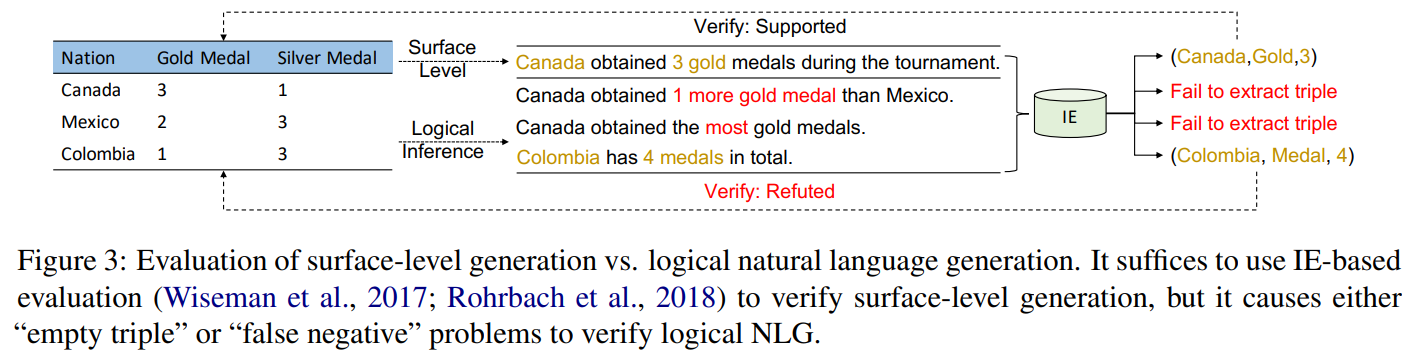 Verify: Supported
Nation Gold Medal Silver Medal
Canada 3 1
Mexico 2 3
Colombia 1 3
Surface
Level
Logical
Inference
Canada obtained 3 gold medals during the tournament.
Canada obtained 1 more gold medal than Mexico.
Canada obtained the most gold medals.
Colombia has 4 medals in total.
Verify: Refuted
IE
(Canada,Gold,3)
Fail to extract triple
Fail to extract triple
(Colombia, Medal, 4)
Figure 3: Evaluation of surface-level generation vs. logical natural language generation. It suffices to use IE-based
evaluation (Wiseman et al., 2017; Rohrbach et al., 2018) to verify surface-level generation, but it causes either
“empty triple” or “false negative” problems to verify logical NLG.